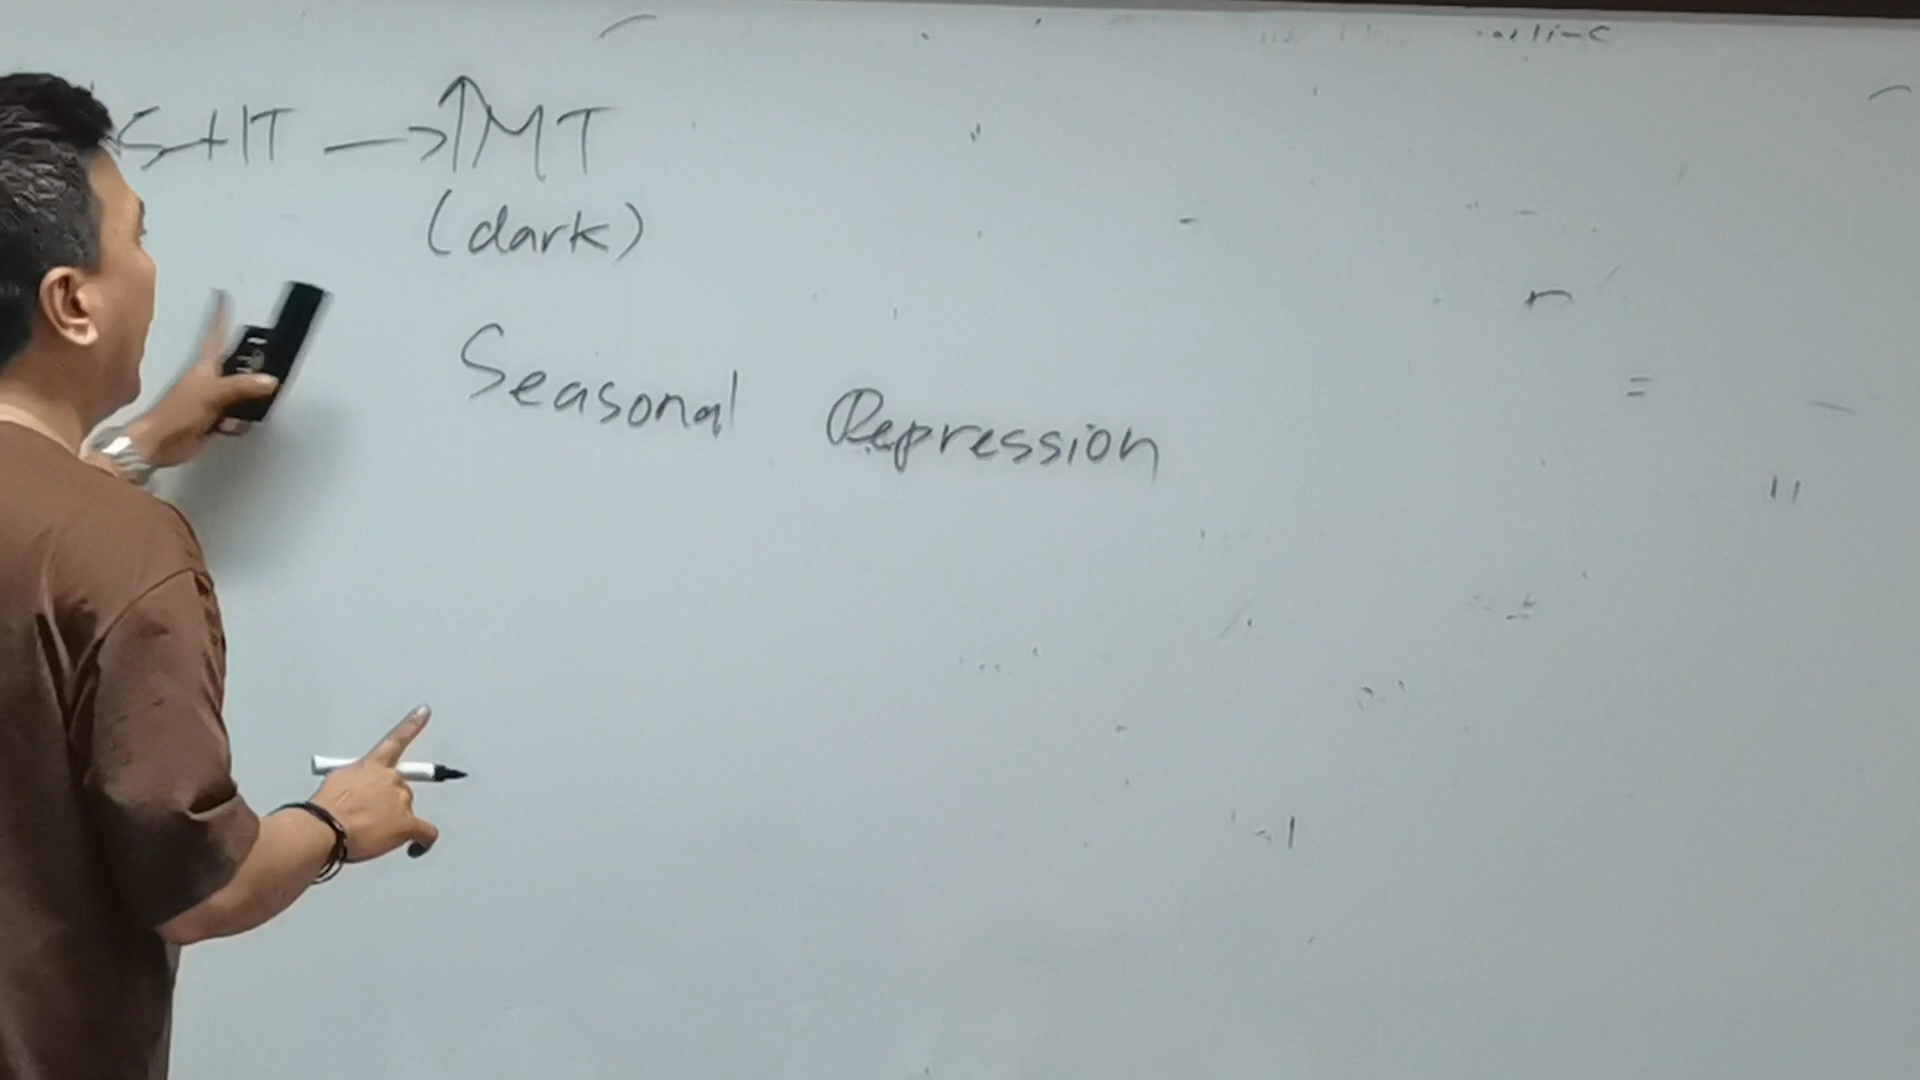 S+IT → ↑MT
(dark)
Seasonal Depression